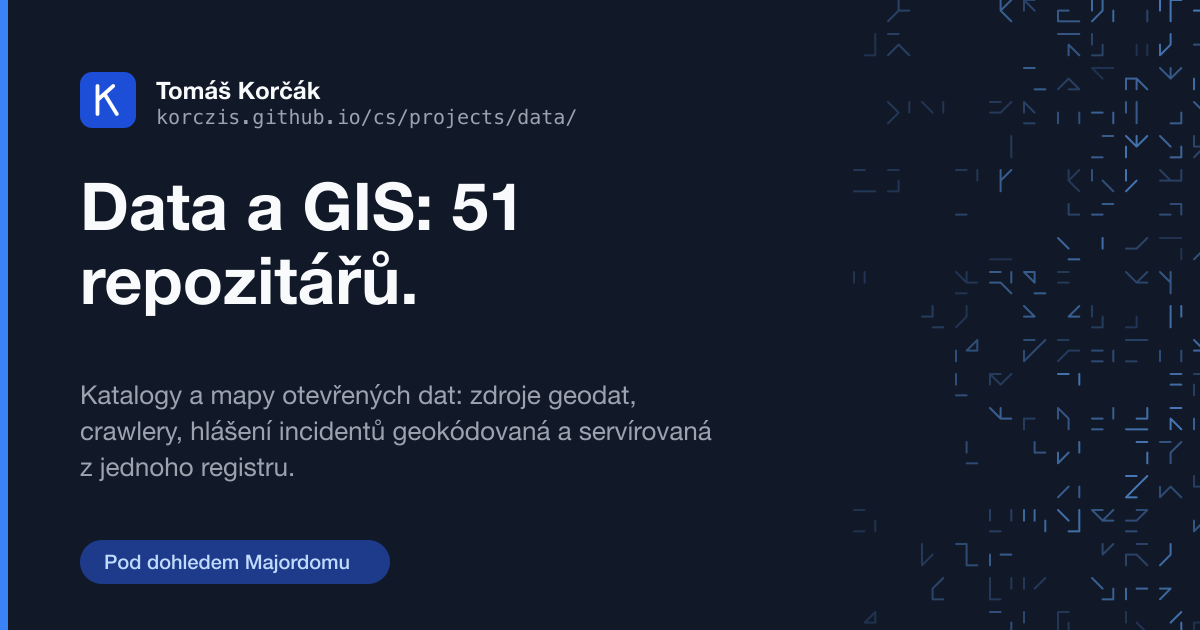 Tomáš Korčák
korczis.github.io/cs/projects/data/
Data a GIS: 51
repozitářů.
Katalogy a mapy otevřených dat: zdroje geodat,
crawlery, hlášení incidentů geokódovaná a servírovaná
z jednoho registru.
Pod dohledem Majordomu